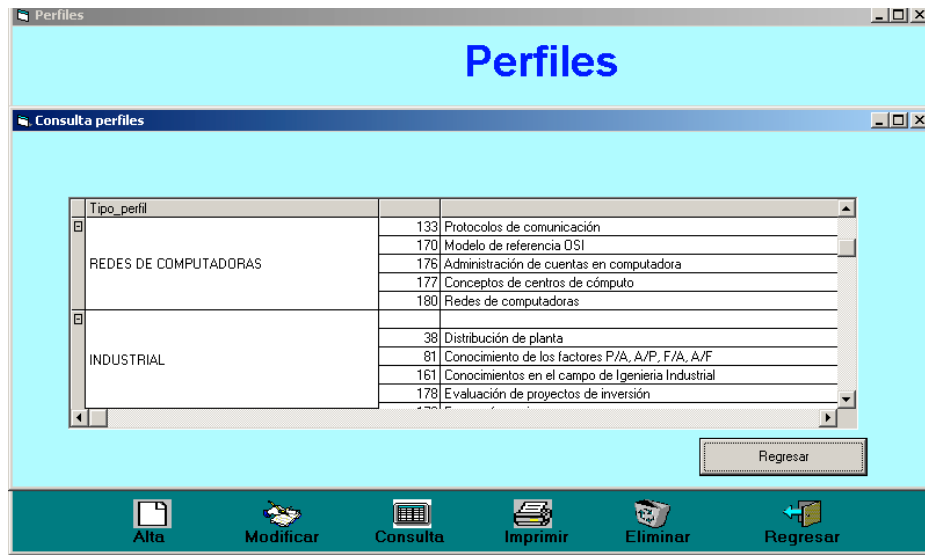 Perfiles
Perfiles
Consulta perfiles
Tipo_perfil
133 Protocolos de comunicación
170 Modelo de referencia OSI
REDES DE COMPUTADORAS 176 Administración de cuentas en computadora
177 Conceptos de centros de cómputo
180 Redes de computadoras
38 Distribución de planta
INDUSTRIAL 81 Conocimiento de los factores P/A, A/P, F/A, A/F
161 Conocimientos en el campo de Igenieria Industrial
178 Evaluación de proyectos de inversión
Regresar
Alta Modificar Consulta Imprimir Eliminar Regresar